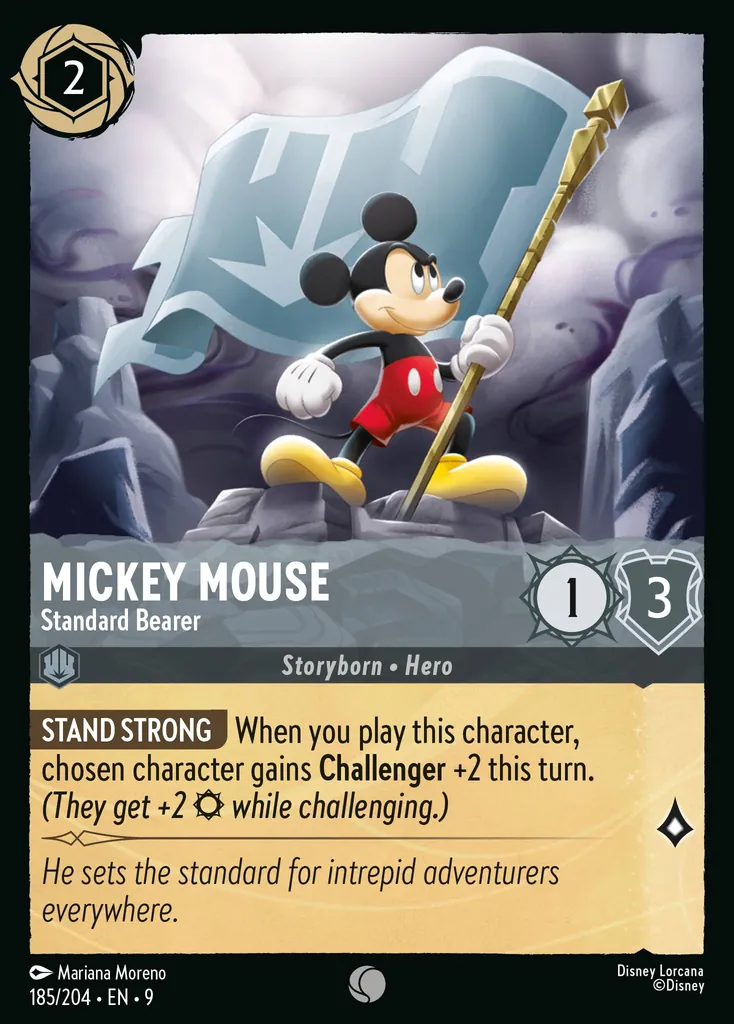 2
MICKEY MOUSE
Standard Bearer
1
3
Storyborn • Hero
STAND STRONG When you play this character,
chosen character gains Challenger +2 this turn.
(They get +2 while challenging.)
He sets the standard for intrepid adventurers
everywhere.
Mariana Moreno
185/204 • EN • 9
Disney Lorcana
©Disney